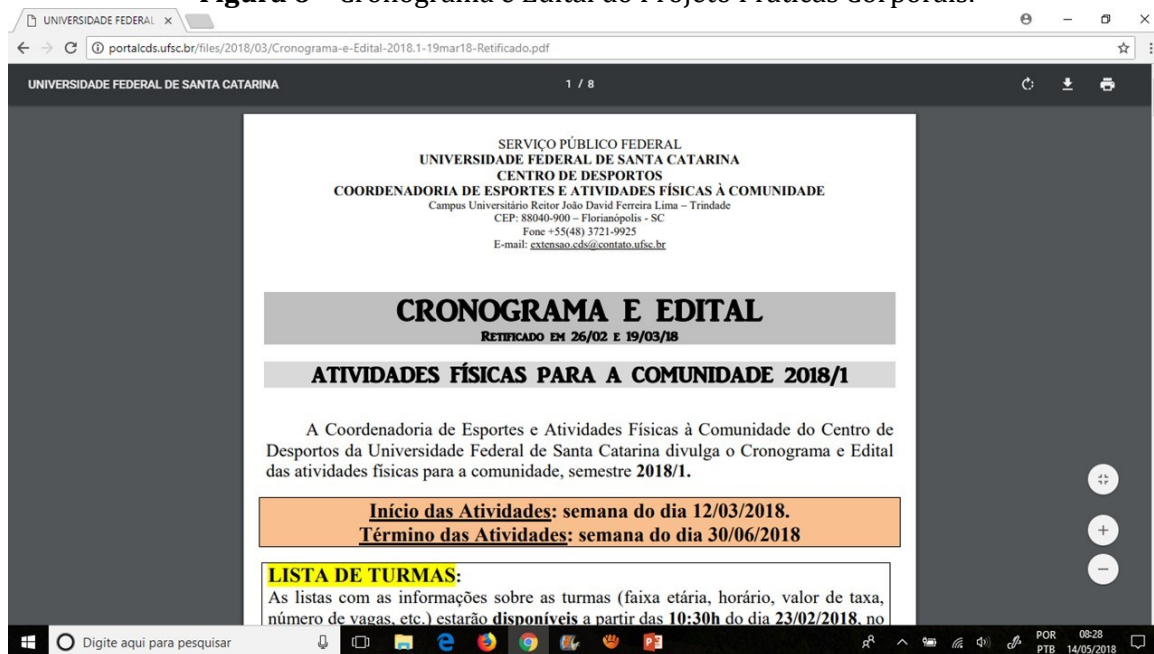 Figura 8 – Cronograma e Edital do Projeto Práticas Corporais.
UNIVERSIDADE FEDERAL
portalcds.ufsc.br/files/2018/03/Cronograma-e-Edital-2018.1-19mar18-Retificado.pdf
UNIVERSIDADE FEDERAL DE SANTA CATARINA
1 / 8
SERVIÇO PÚBLICO FEDERAL
UNIVERSIDADE FEDERAL DE SANTA CATARINA
CENTRO DE DESPORTOS
COORDENADORIA DE ESPORTES E ATIVIDADES FÍSICAS À COMUNIDADE
Campus Universitário Reitor João David Ferreira Lima – Trindade
CEP: 88040-900 – Florianópolis - SC
Fone +55(48) 3721-9925
E-mail: extensao.cds@contato.ufsc.br
CRONOGRAMA E EDITAL
RETIFICADO EM 26/02 E 19/03/18
ATIVIDADES FÍSICAS PARA A COMUNIDADE 2018/1
A Coordenadoria de Esportes e Atividades Físicas à Comunidade do Centro de
Desportos da Universidade Federal de Santa Catarina divulga o Cronograma e Edital
das atividades físicas para a comunidade, semestre 2018/1.
Início das Atividades: semana do dia 12/03/2018.
Término das Atividades: semana do dia 30/06/2018
LISTA DE TURMAS:
As listas com as informações sobre as turmas (faixa etária, horário, valor de taxa,
número de vagas, etc.) estarão disponíveis a partir das 10:30h do dia 23/02/2018, no
Digite aqui para pesquisar
POR
PTB
08:28
14/05/2018